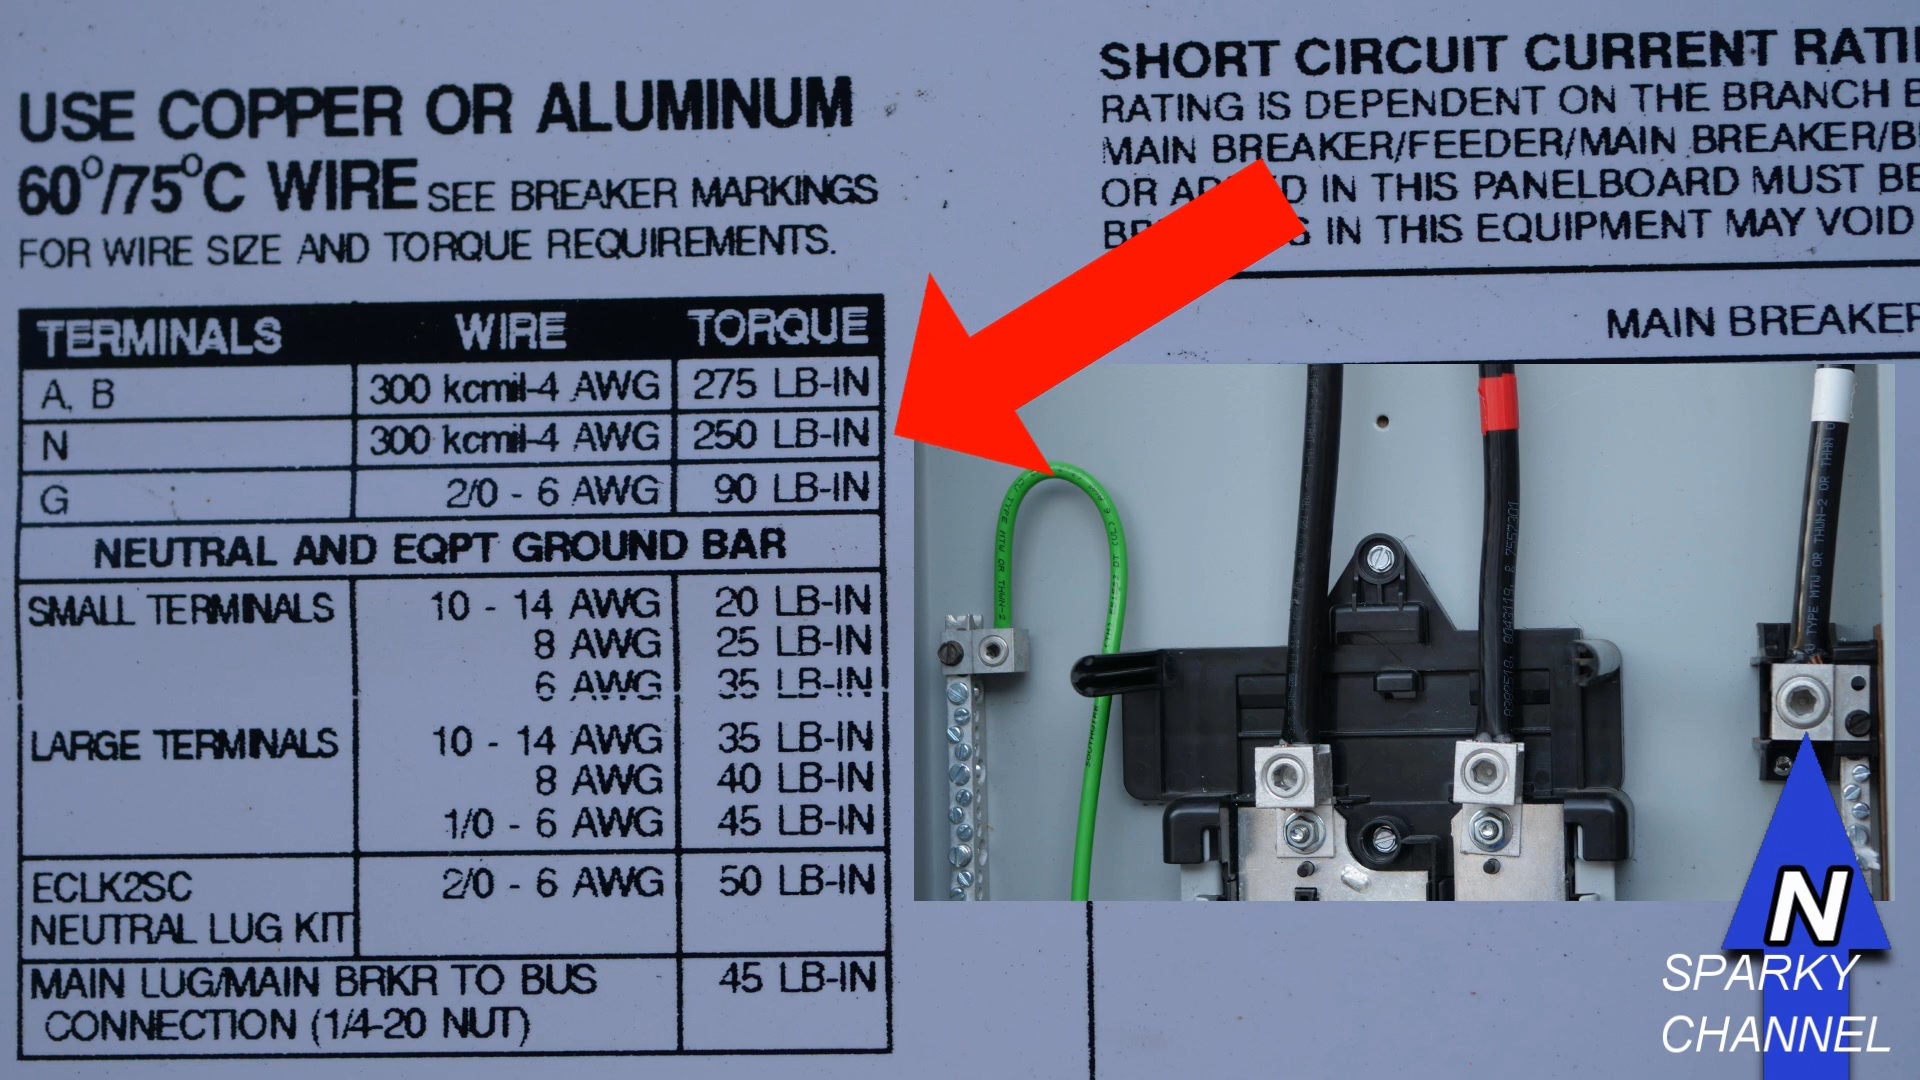 USE COPPER OR ALUMINUM
60°/75°C WIRE SEE BREAKER MARKINGS
FOR WIRE SIZE AND TORQUE REQUIREMENTS.
TERMINALS WIRE TORQUE
A, B 300 kcmil-4 AWG 275 LB-IN
N 300 kcmil-4 AWG 250 LB-IN
G 2/0 - 6 AWG 90 LB-IN
NEUTRAL AND EQPT GROUND BAR
SMALL TERMINALS 10 - 14 AWG 20 LB-IN
8 AWG 25 LB-IN
6 AWG 35 LB-IN
LARGE TERMINALS 10 - 14 AWG 35 LB-IN
8 AWG 40 LB-IN
1/0 - 6 AWG 45 LB-IN
ECLK2SC 2/0 - 6 AWG 50 LB-IN
NEUTRAL LUG KIT
MAIN LUG/MAIN BRKR TO BUS 45 LB-IN
CONNECTION (1/4-20 NUT)
SHORT CIRCUIT CURRENT
RATING IS DEPENDENT ON THE BRANCH
MAIN BREAKER/FEEDER/MAIN BREAKER/
OR IN THIS PANELBOARD MUST BE
IN THIS EQUIPMENT MAY VOID
MAIN BREAKER
TYPE MTW OR THWN-2 OR THHN
N
SPARKY
CHANNEL